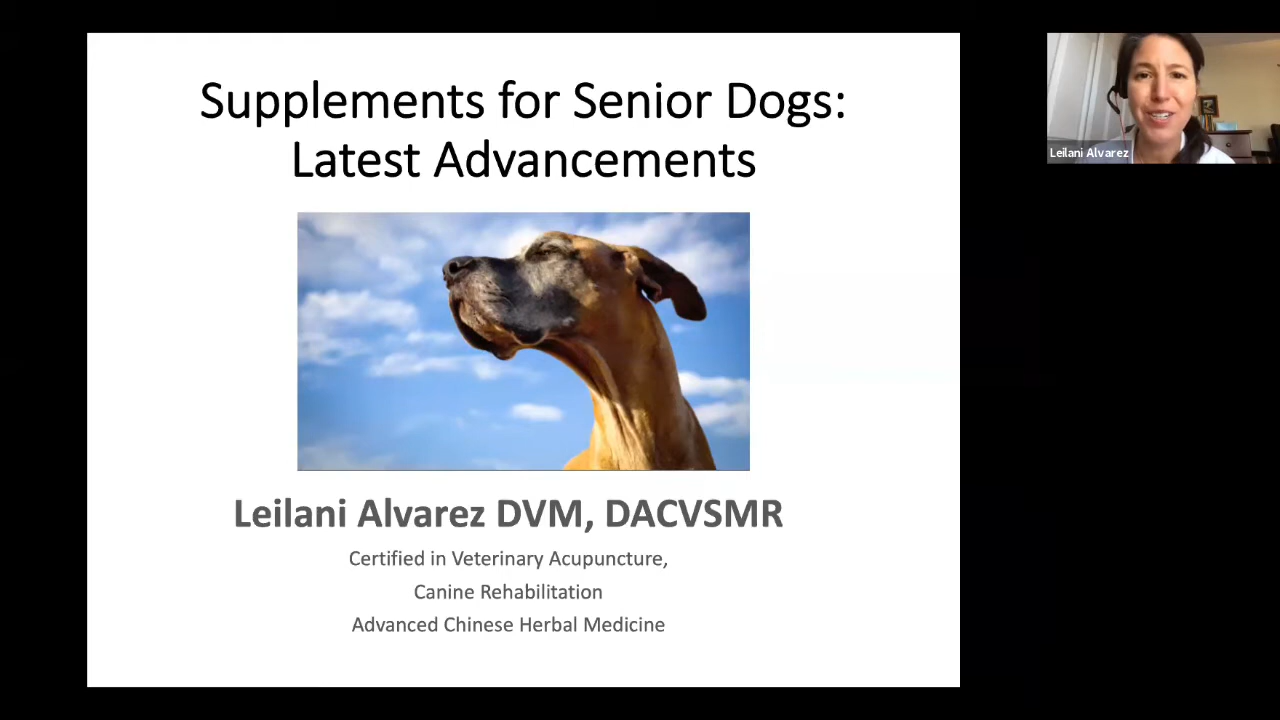 Supplements for Senior Dogs:
Latest Advancements
Leilani Alvarez DVM, DACVSMR
Certified in Veterinary Acupuncture,
Canine Rehabilitation
Advanced Chinese Herbal Medicine
Leilani Alvarez